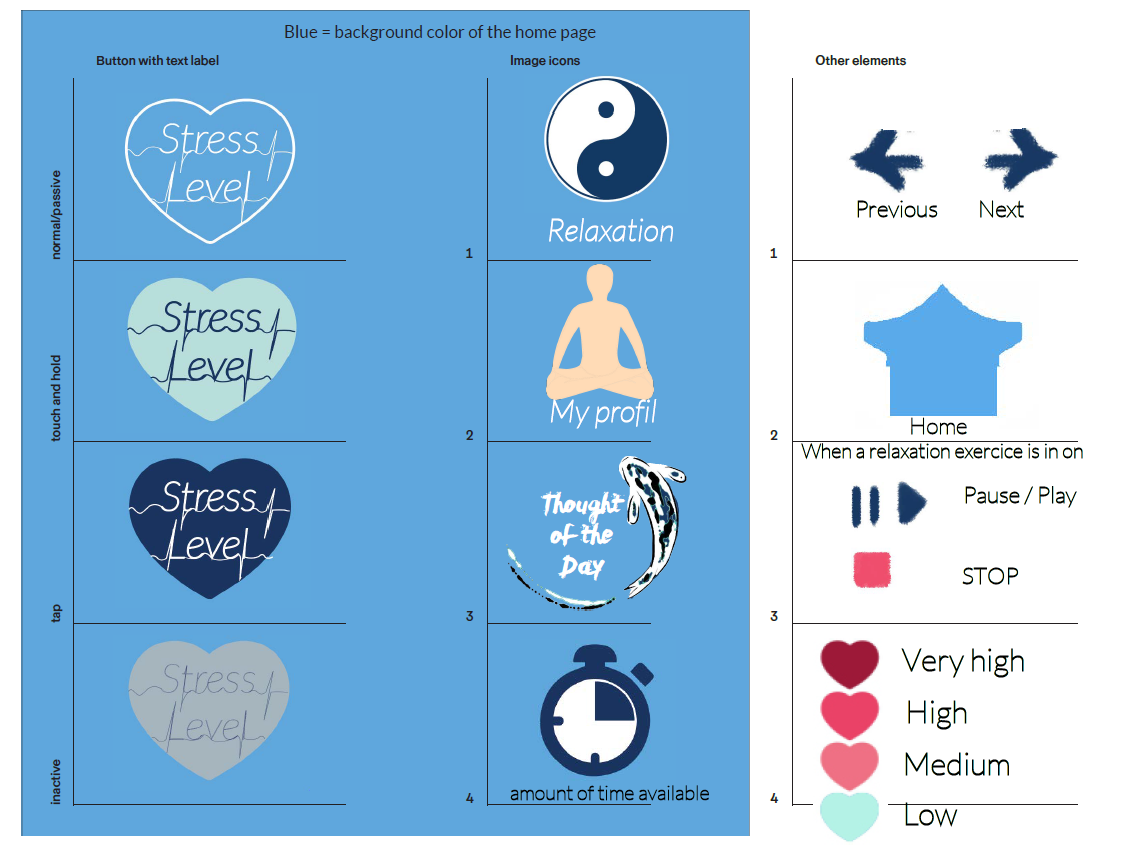 Blue = background color of the home page
Button with text label
Image icons
Other elements
normal/passive
Stress
Level
Relaxation
1
Previous
Next
1
touch and hold
Stress
Level
My profil
2
Home
2
When a relaxation exercice is in on
tap
Stress
Level
Thought
of the
Day
3
Pause / Play
STOP
3
inactive
Stress
Level
amount of time available
4
Very high
High
Medium
Low
4